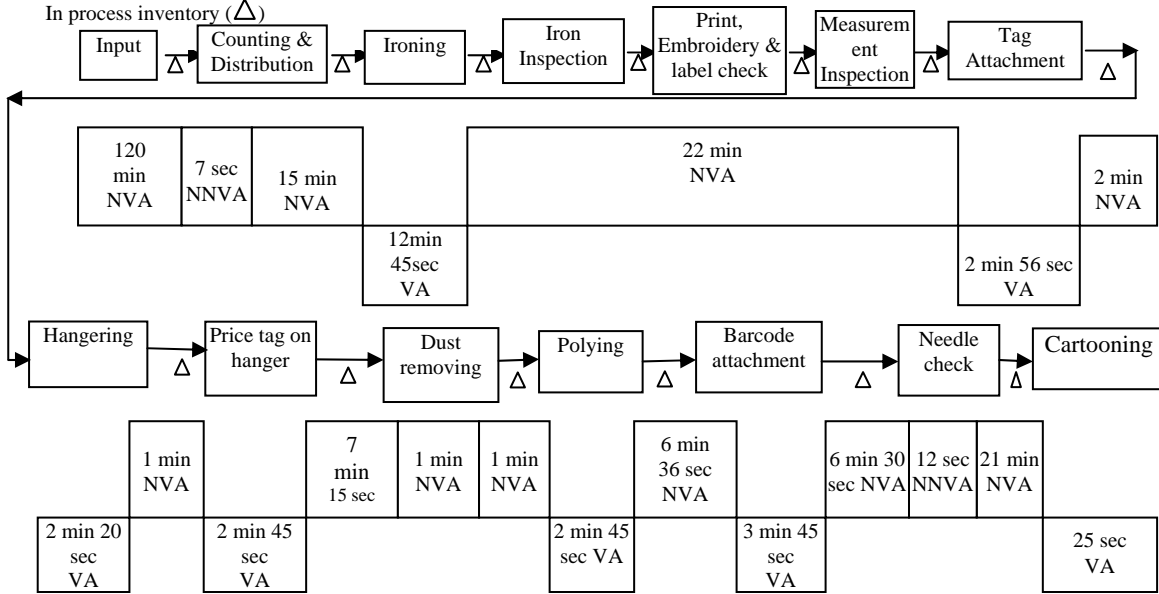 In process inventory (△)
Input
Counting &
Distribution
Ironing
Iron
Inspection
Print,
Embroidery &
label check
Measurem
ent
Inspection
Tag
Attachment
120
min
NVA
7 sec
NNVA
15 min
NVA
12min
45sec
VA
22 min
NVA
2 min 56 sec
VA
2 min
NVA
Hangering
Price tag on
hanger
Dust
removing
Polying
Barcode
attachment
Needle
check
Cartooning
2 min 20
sec
VA
1 min
NVA
2 min 45
sec
VA
7
min
15 sec
1 min
NVA
1 min
NVA
2 min 45
sec VA
6 min
36 sec
NVA
3 min 45
sec
VA
6 min 30
sec NVA
12 sec
NNVA
21 min
NVA
25 sec
VA